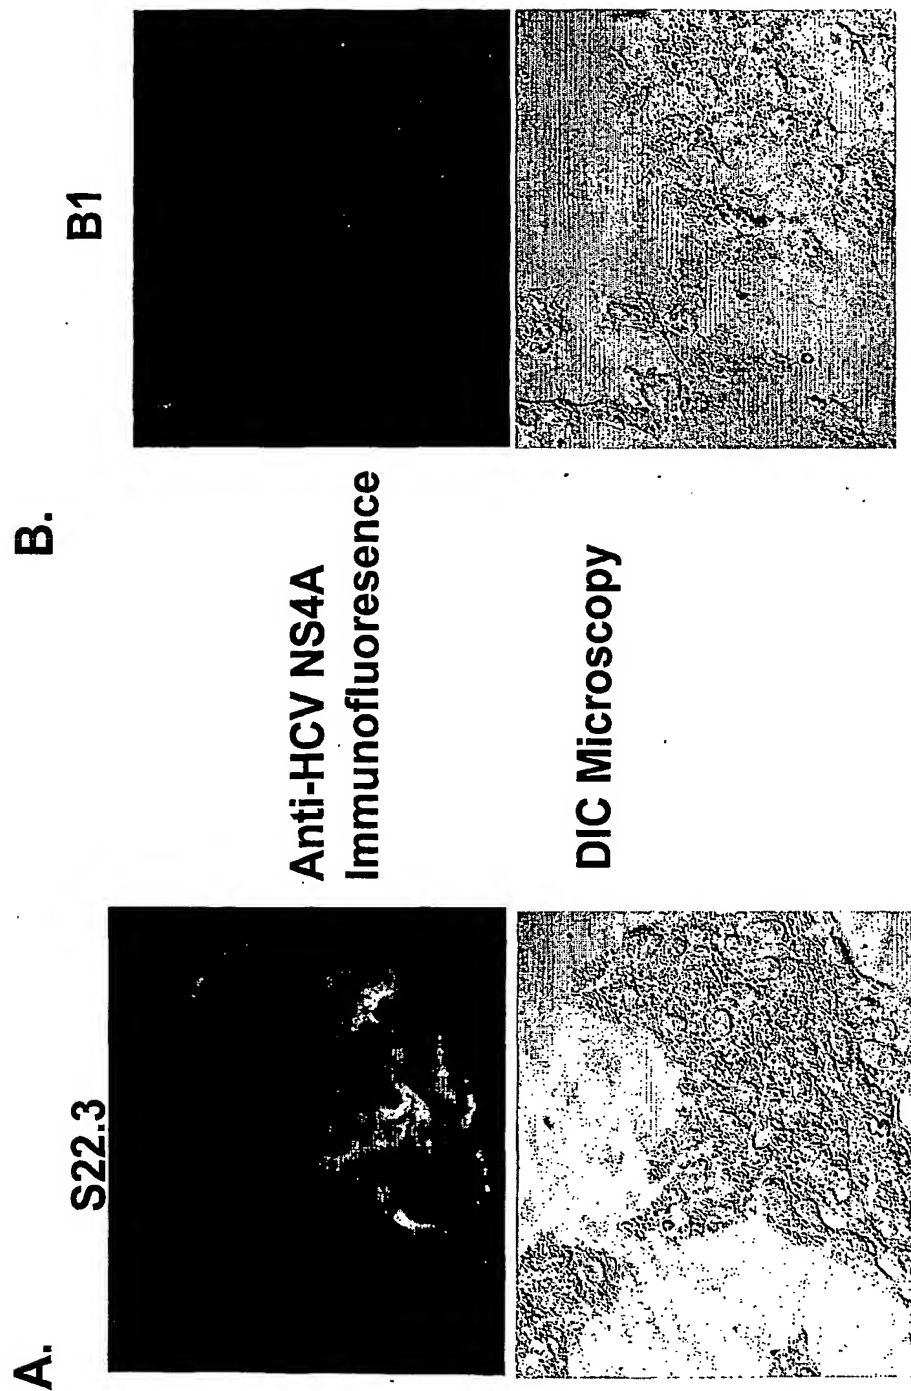 A.
S22.3
B.
B1
Anti-HCV NS4A
Immunofluoresence
DIC Microscopy